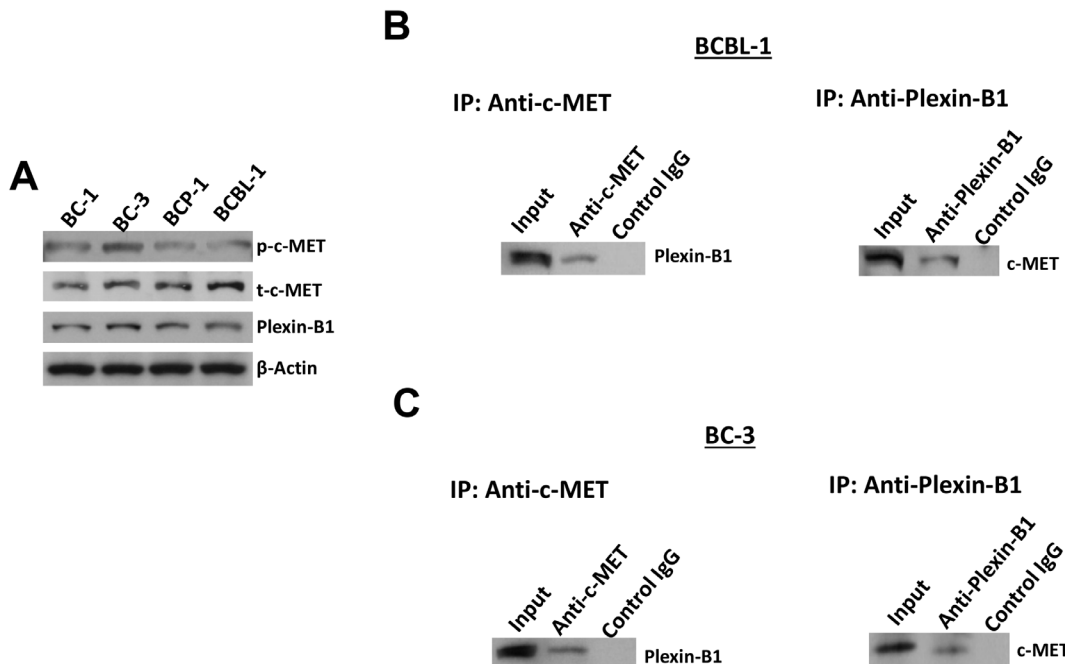 A
BC-1 BC-3 BCP-1 BCBL-1
p-c-MET
t-c-MET
Plexin-B1
β-Actin
B
BCBL-1
IP: Anti-c-MET
Input Anti-c-MET Control IgG
Plexin-B1
IP: Anti-Plexin-B1
Input Anti-Plexin-B1 Control IgG
c-MET
C
BC-3
IP: Anti-c-MET
Input Anti-c-MET Control IgG
Plexin-B1
IP: Anti-Plexin-B1
Input Anti-Plexin-B1 Control IgG
c-MET